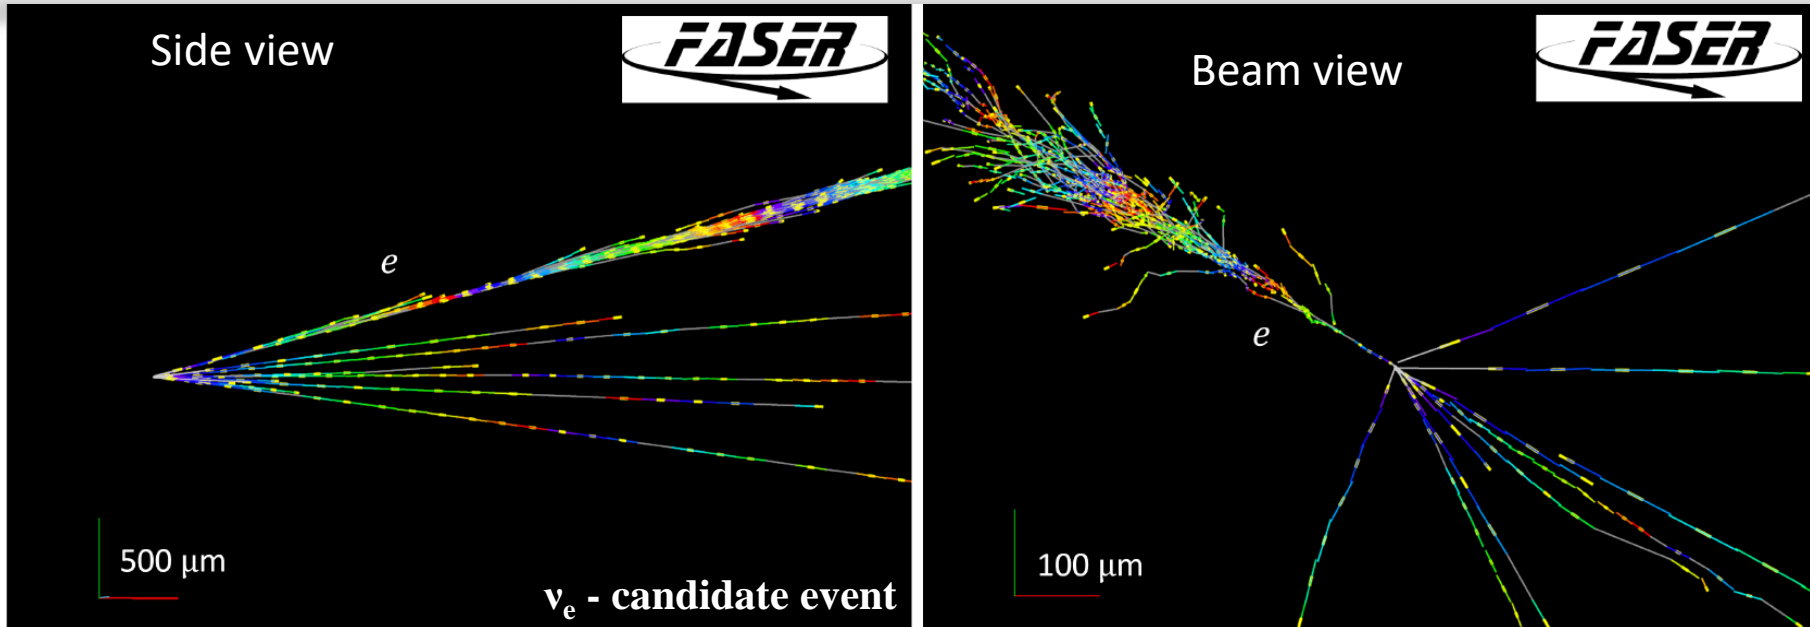 Side view
FASER
e
500 μm
νₑ - candidate event
Beam view
FASER
e
100 μm